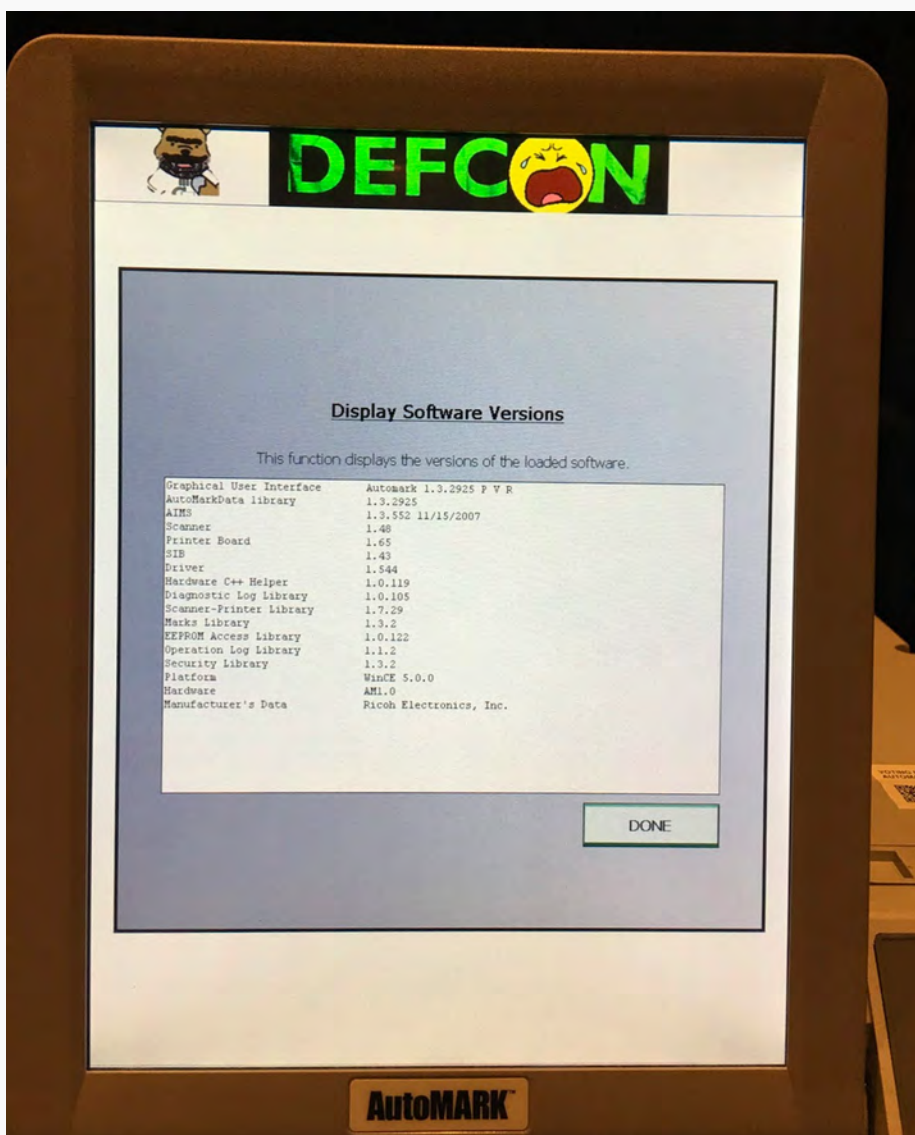 DEFCON
Display Software Versions
This function displays the versions of the loaded software.
Graphical User Interface Automark 1.3.2925 P V R
AutoMarkData library 1.3.2925
AIMS 1.3.552 11/15/2007
Scanner 1.48
Printer Board 1.65
SIB 1.43
Driver 1.544
Hardware C++ Helper 1.0.119
Diagnostic Log Library 1.0.105
Scanner-Printer Library 1.7.29
Marks Library 1.3.2
EEPROM Access Library 1.0.122
Operation Log Library 1.1.2
Security Library 1.3.2
Platform WinCE 5.0.0
Hardware AM1.0
Manufacturer's Data Ricoh Electronics, Inc.
DONE
AutoMARK™